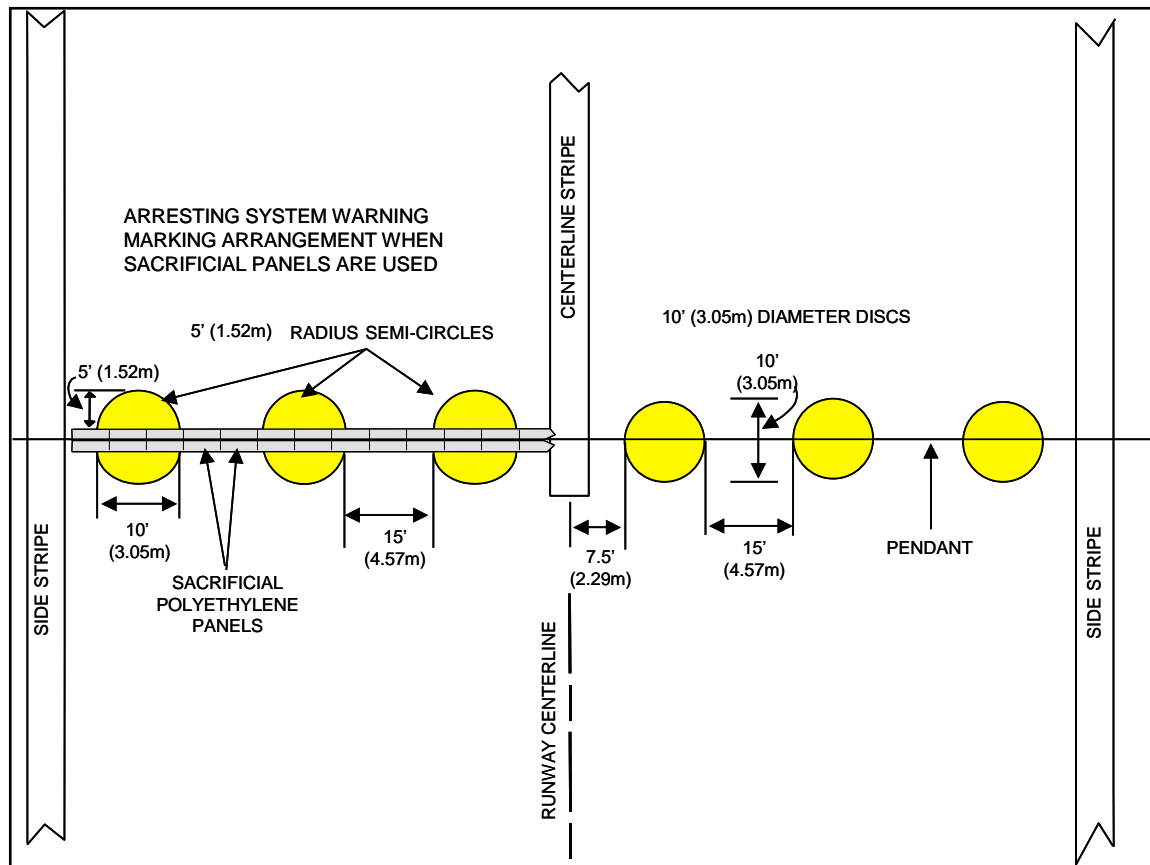 ARRESTING SYSTEM WARNING
MARKING ARRANGEMENT WHEN
SACRIFICIAL PANELS ARE USED
CENTERLINE STRIPE
5’ (1.52m) RADIUS SEMI-CIRCLES
10’ (3.05m) DIAMETER DISCS
5’ (1.52m)
10’
(3.05m)
10’
(3.05m)
15’
(4.57m)
7.5’
(2.29m)
15’
(4.57m)
PENDANT
SACRIFICIAL
POLYETHYLENE
PANELS
SIDE STRIPE
RUNWAY CENTERLINE
SIDE STRIPE